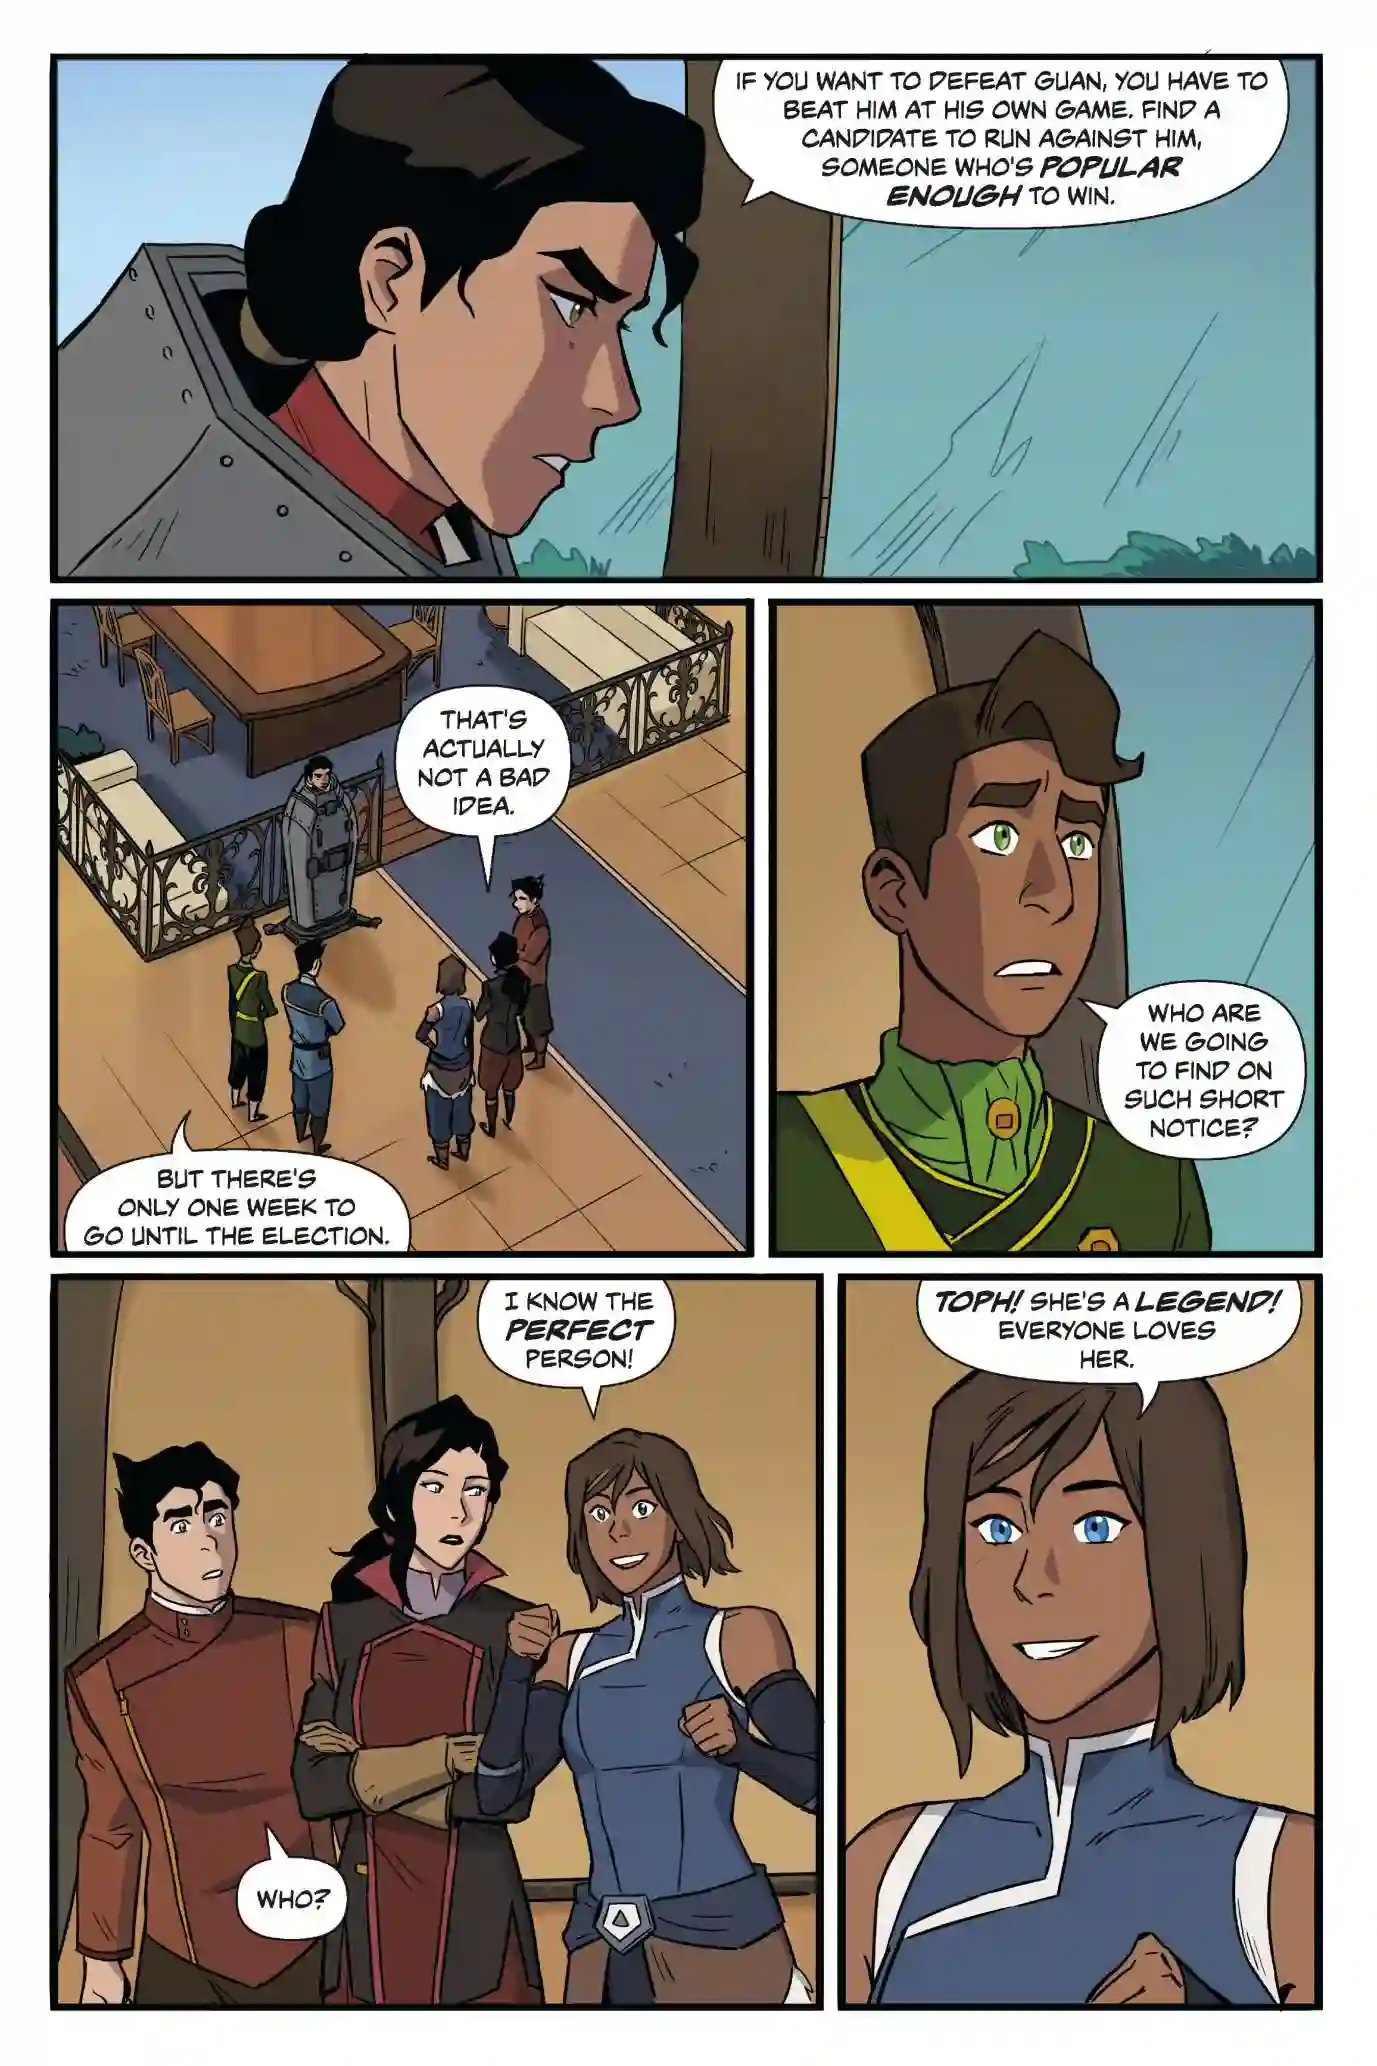 IF YOU WANT TO DEFEAT GUAN, YOU HAVE TO
BEAT HIM AT HIS OWN GAME. FIND A
CANDIDATE TO RUN AGAINST HIM,
SOMEONE WHO'S POPULAR
ENOUGH TO WIN.
THAT'S
ACTUALLY
NOT A BAD
IDEA.
BUT THERE'S
ONLY ONE WEEK TO
GO UNTIL THE ELECTION.
WHO ARE
WE GOING
TO FIND ON
SUCH SHORT
NOTICE?
I KNOW THE
PERFECT
PERSON!
WHO?
TOPH! SHE'S A LEGEND!
EVERYONE LOVES
HER.